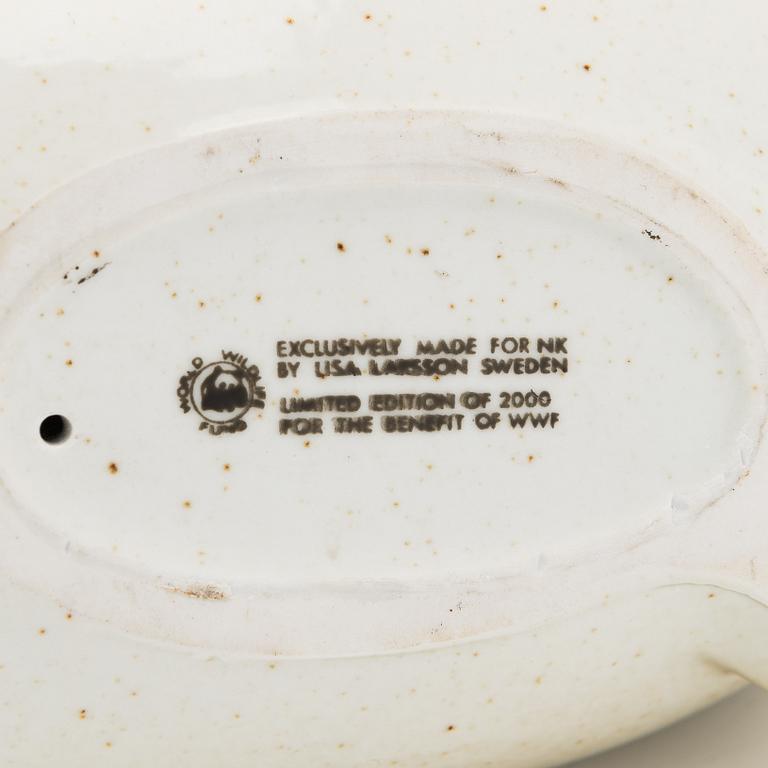 WORLD WILDLIFE FUND
EXCLUSIVELY MADE FOR NK
BY LISA LARSSON SWEDEN
LIMITED EDITION OF 2000
FOR THE BENEFIT OF WWF